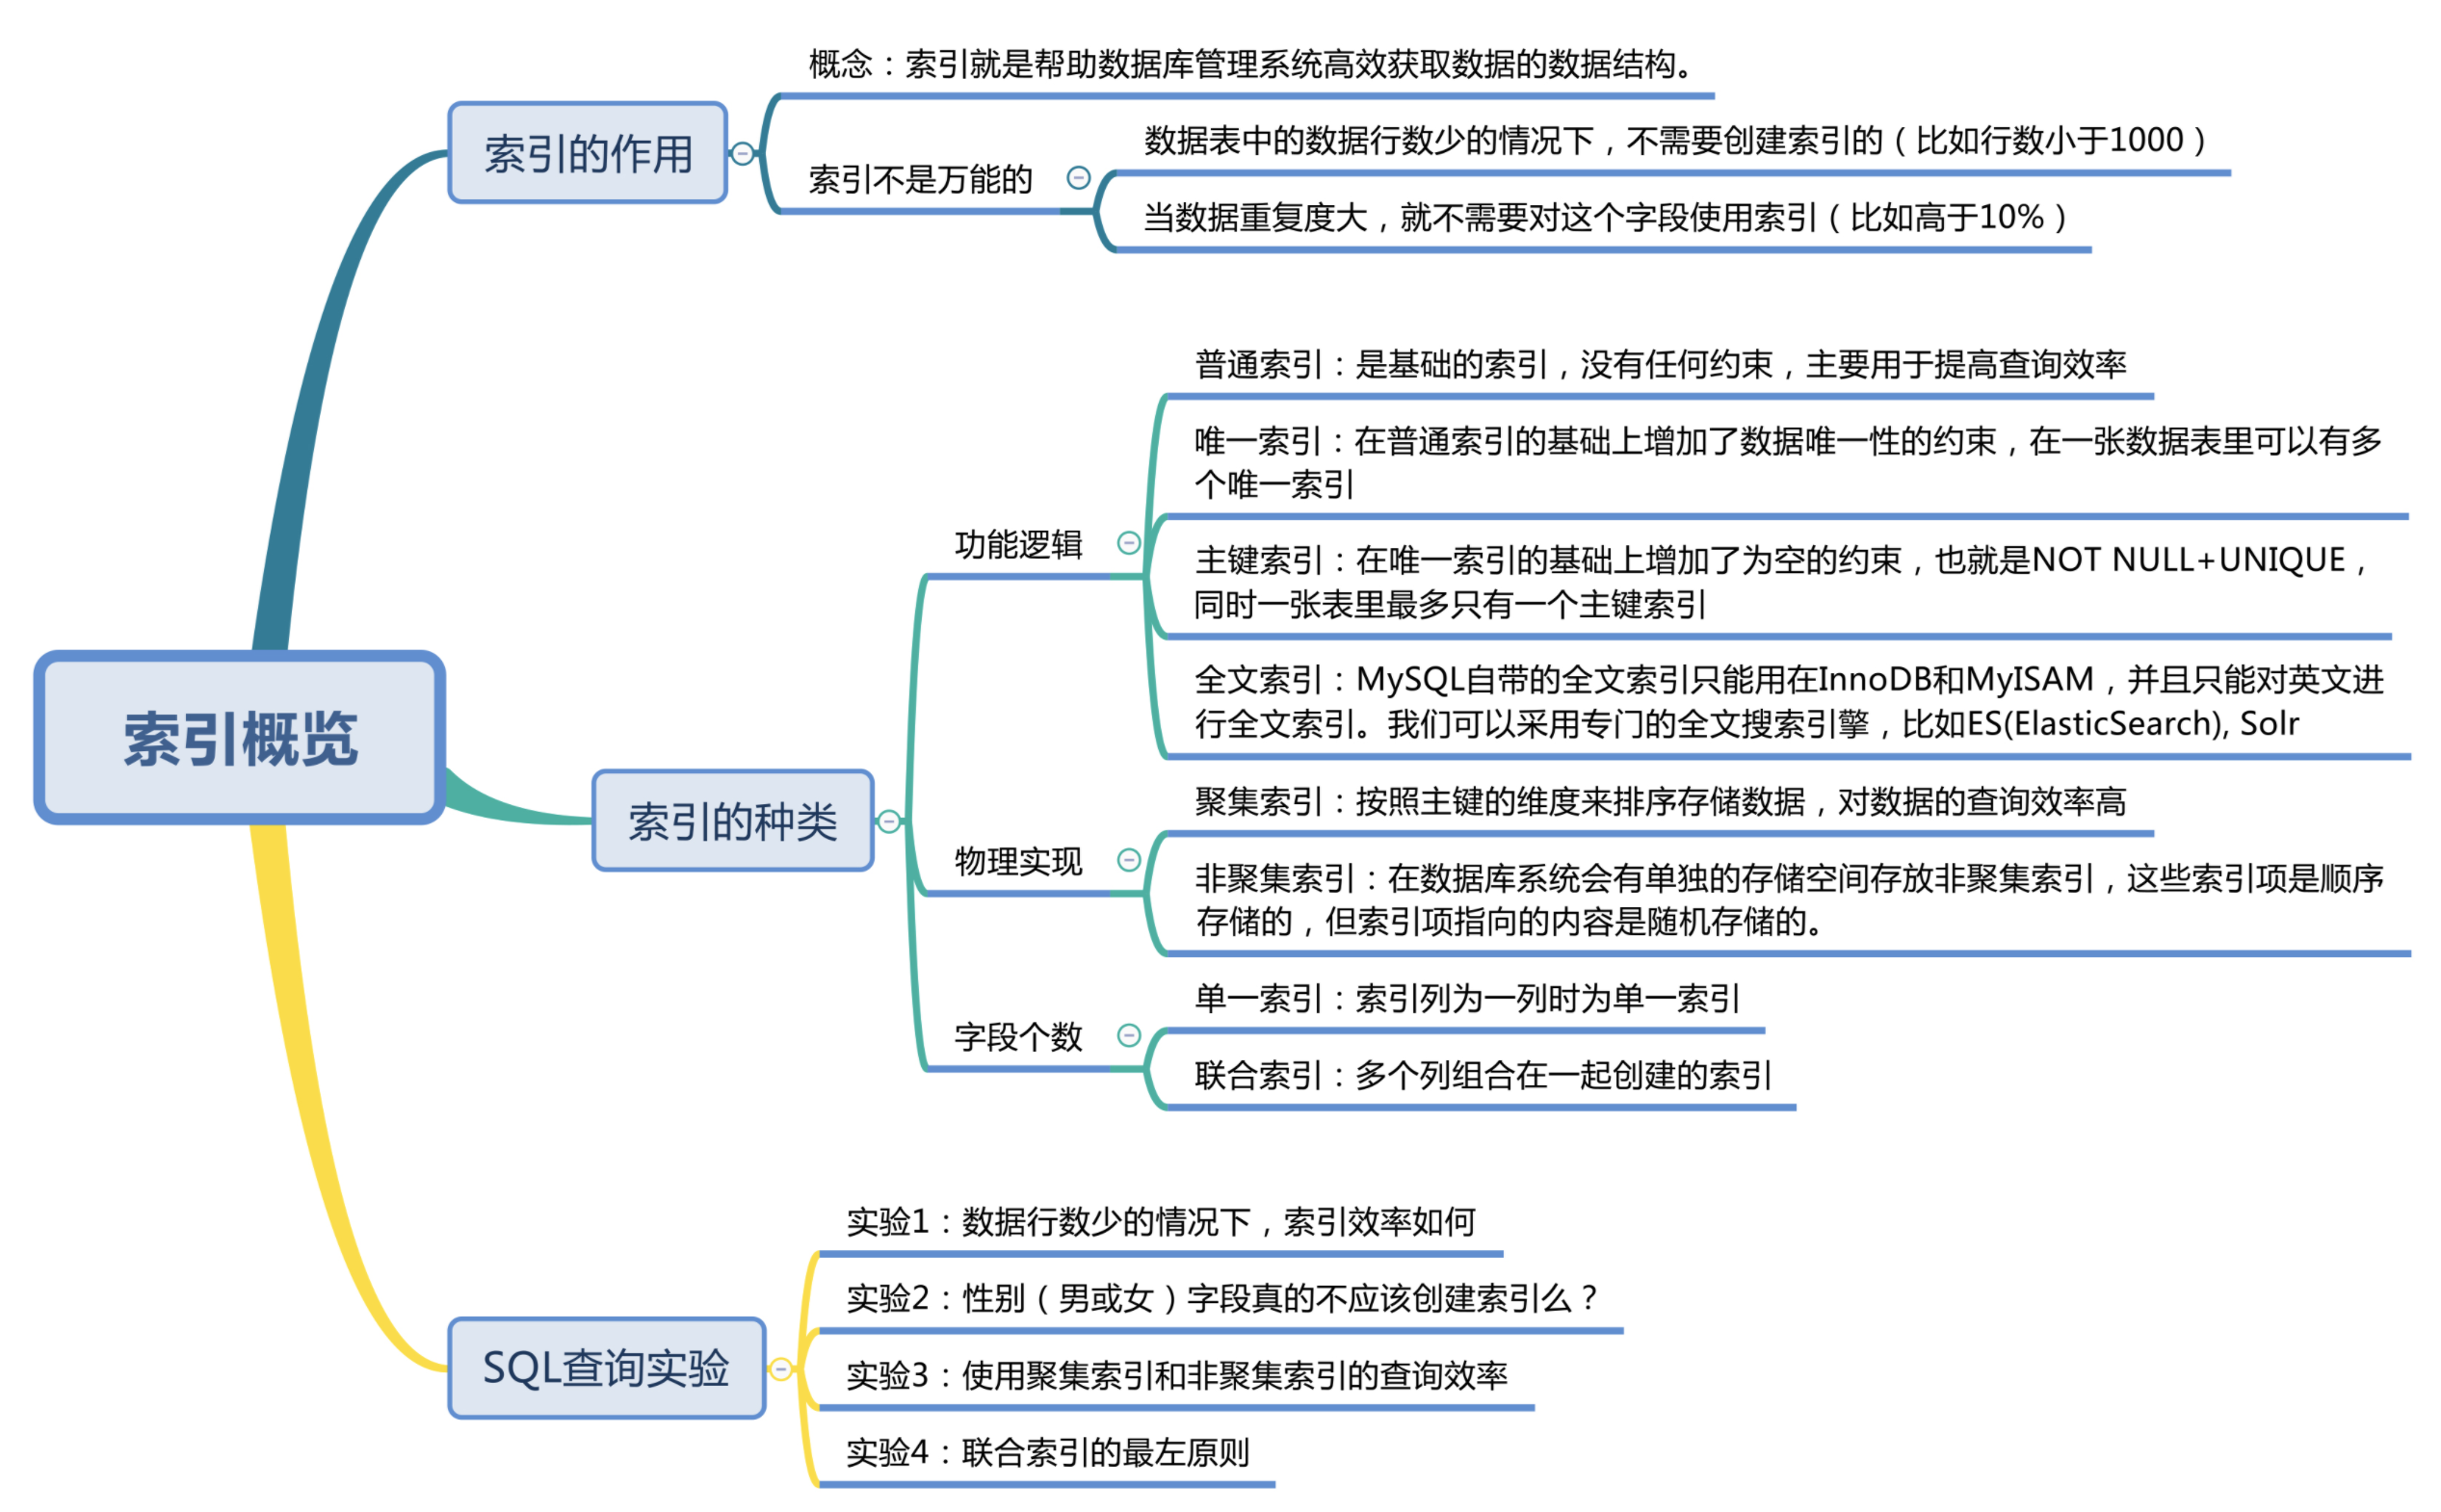 概念：索引就是帮助数据库管理系统高效获取数据的数据结构。
索引的作用
数据表中的数据行数少的情况下，不需要创建索引的（比如行数小于1000）
索引不是万能的
当数据重复度大，就不需要对这个字段使用索引（比如高于10%）
普通索引：是基础的索引，没有任何约束，主要用于提高查询效率
唯一索引：在普通索引的基础上增加了数据唯一性的约束，在一张数据表里可以有多
个唯一索引
功能逻辑
主键索引：在唯一索引的基础上增加了为空的约束，也就是NOT NULL+UNIQUE，
同时一张表里最多只有一个主键索引
全文索引：MySQL自带的全文索引只能用在InnoDB和MyISAM，并且只能对英文进
行全文索引。我们可以采用专门的全文搜索引擎，比如ES(ElasticSearch), Solr
索引概览
索引的种类
聚集索引：按照主键的维度来排序存储数据，对数据的查询效率高
物理实现
非聚集索引：在数据库系统会有单独的存储空间存放非聚集索引，这些索引项是顺序
存储的，但索引项指向的内容是随机存储的。
单一索引：索引列为一列时为单一索引
字段个数
联合索引：多个列组合在一起创建的索引
实验1：数据行数少的情况下，索引效率如何
实验2：性别（男或女）字段真的不应该创建索引么？
SQL查询实验
实验3：使用聚集索引和非聚集索引的查询效率
实验4：联合索引的最左原则